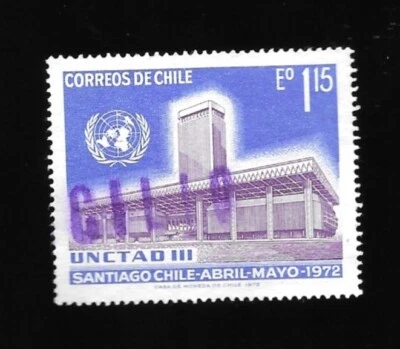 CORREOS DE CHILE
Eº 1,15
UNCTAD III
SANTIAGO CHILE-ABRIL-MAYO-1972
CASA DE MONEDA DE CHILE 1972